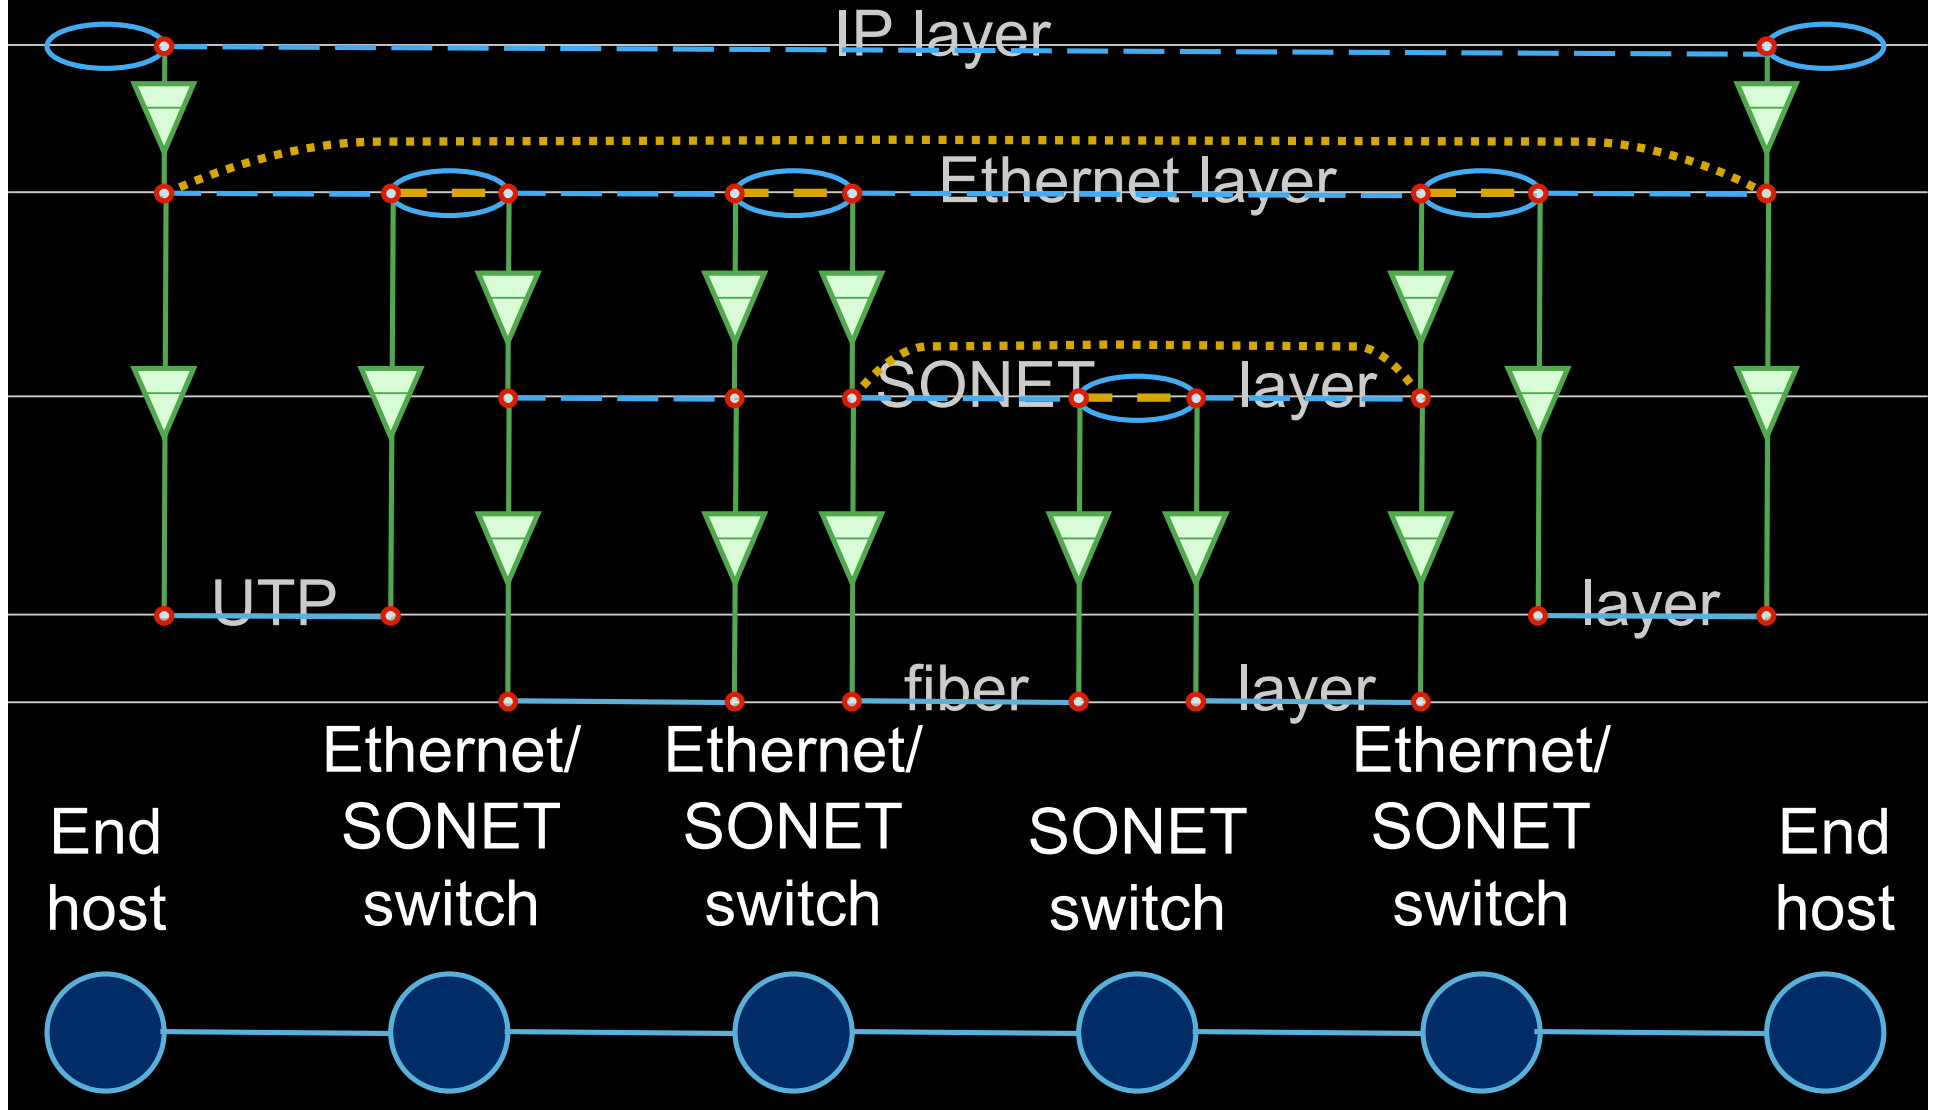 IP layer
Ethernet layer
SONET layer
UTP layer
fiber layer
End
host
Ethernet/
SONET
switch
Ethernet/
SONET
switch
SONET
switch
Ethernet/
SONET
switch
End
host